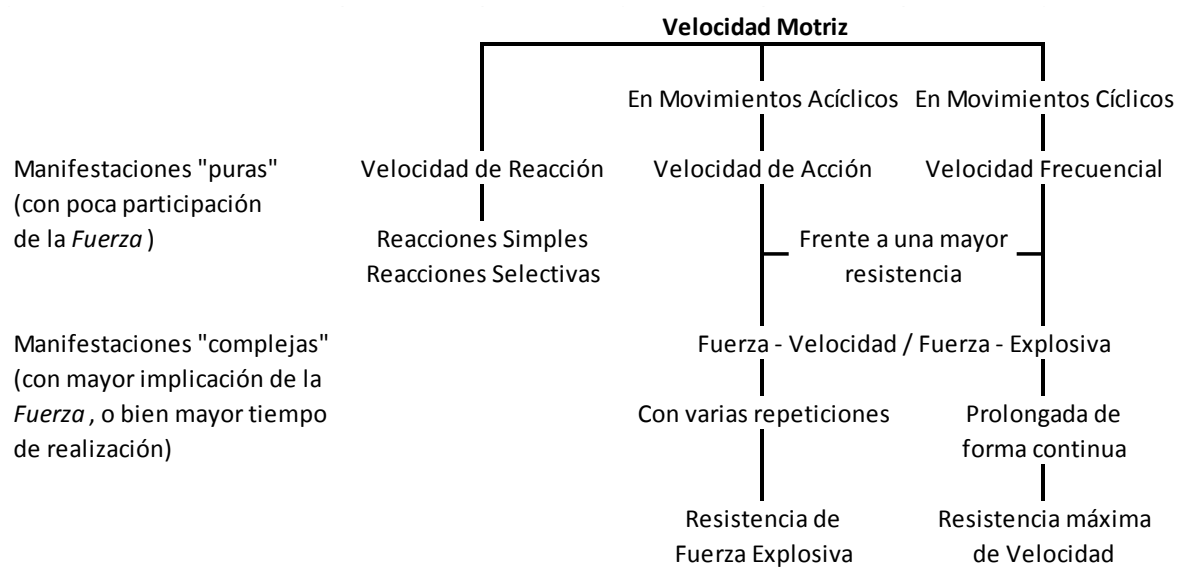 Velocidad Motriz
En Movimientos Acíclicos En Movimientos Cíclicos
Manifestaciones "puras" Velocidad de Reacción Velocidad de Acción Velocidad Frecuencial
(con poca participación
de la Fuerza) Reacciones Simples Frente a una mayor
Reacciones Selectivas resistencia
Manifestaciones "complejas" Fuerza - Velocidad / Fuerza - Explosiva
(con mayor implicación de la
Fuerza, o bien mayor tiempo Con varias repeticiones Prolongada de
de realización) forma continua
Resistencia de Resistencia máxima
Fuerza Explosiva de Velocidad